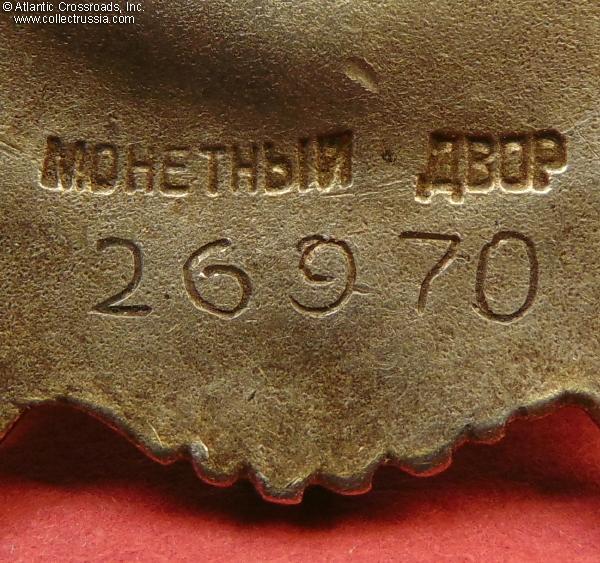 © Atlantic Crossroads, Inc.
www.collectrussia.com
МОНЕТНЫЙ ДВОР
26970